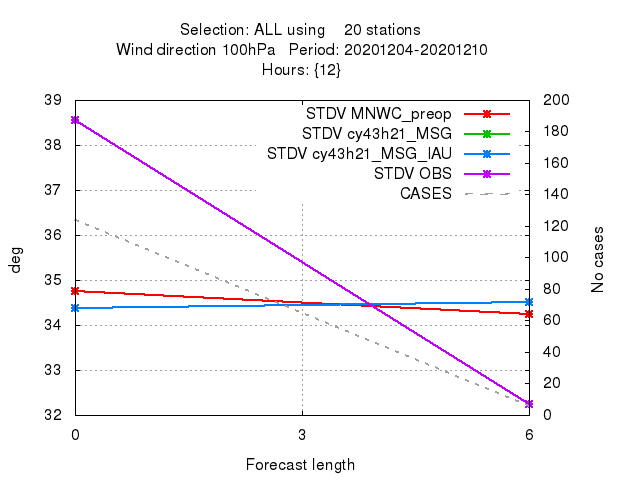 Selection: ALL using    20 stations
Wind direction 100hPa   Period: 20201204-20201210
Hours: {12}
39
38
37
36
35
34
33
32
200
180
160
140
120
100
80
60
40
20
0
STDV MNWC_preop
STDV cy43h21_MSG
STDV cy43h21_MSG_IAU
STDV OBS
CASES
deg
No cases
0 3 6
Forecast length